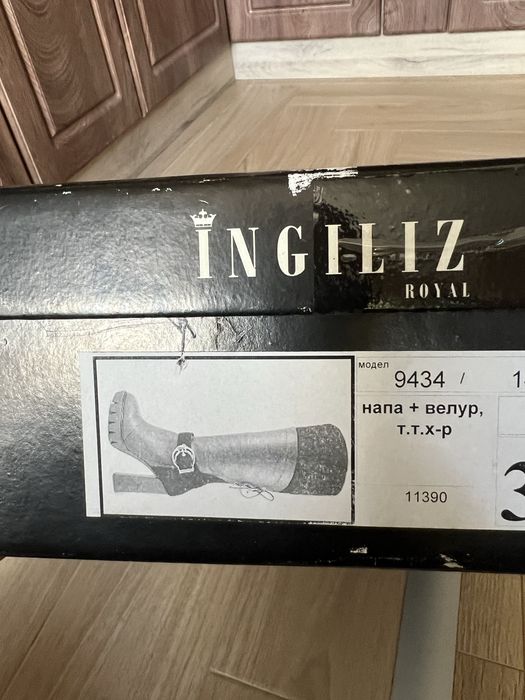 INGILIZ
ROYAL
модел
9434 /
напа + велур,
т.т.х-р
11390